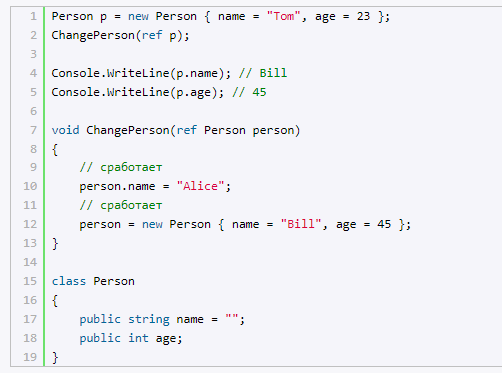 1 Person p = new Person { name = "Tom", age = 23 };
2 ChangePerson(ref p);
3
4 Console.WriteLine(p.name); // Bill
5 Console.WriteLine(p.age); // 45
6
7 void ChangePerson(ref Person person)
8 {
9     // сработает
10     person.name = "Alice";
11     // сработает
12     person = new Person { name = "Bill", age = 45 };
13 }
14
15 class Person
16 {
17     public string name = "";
18     public int age;
19 }